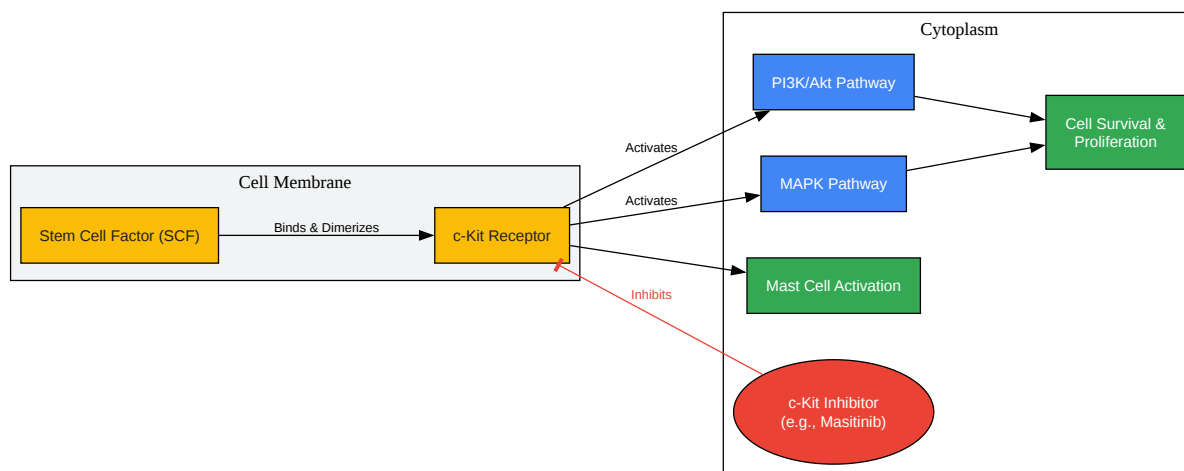 Cytoplasm
PI3K/Akt Pathway
Cell Survival &
Proliferation
Activates
MAPK Pathway
Cell Membrane
Activates
Stem Cell Factor (SCF)
Binds & Dimerizes
c-Kit Receptor
Mast Cell Activation
Inhibits
c-Kit Inhibitor
(e.g., Masitinib)